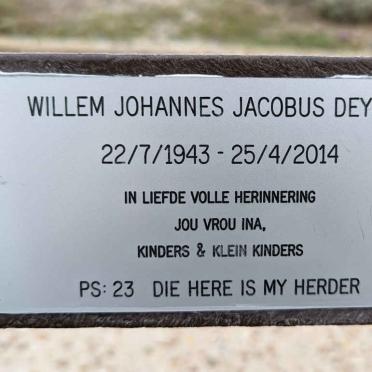 WILLEM JOHANNES JACOBUS
22/7/1943 - 25/4/2014
IN LIEFDE VOLLE HERINNERING
JOU VROU INA,
KINDERS & KLEIN KINDERS
PS: 23 DIE HERE IS MY HERDER